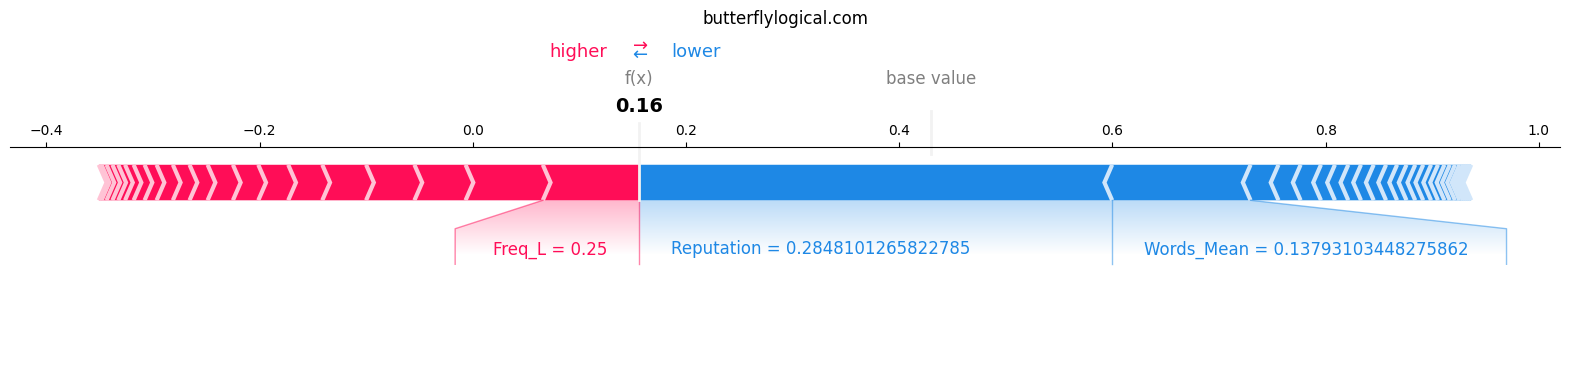 butterflylogical.com
higher ⇄ lower
f(x) base value
0.16
−0.4 −0.2 0.0 0.2 0.4 0.6 0.8 1.0
Freq_L = 0.25 Reputation = 0.2848101265822785 Words_Mean = 0.13793103448275862